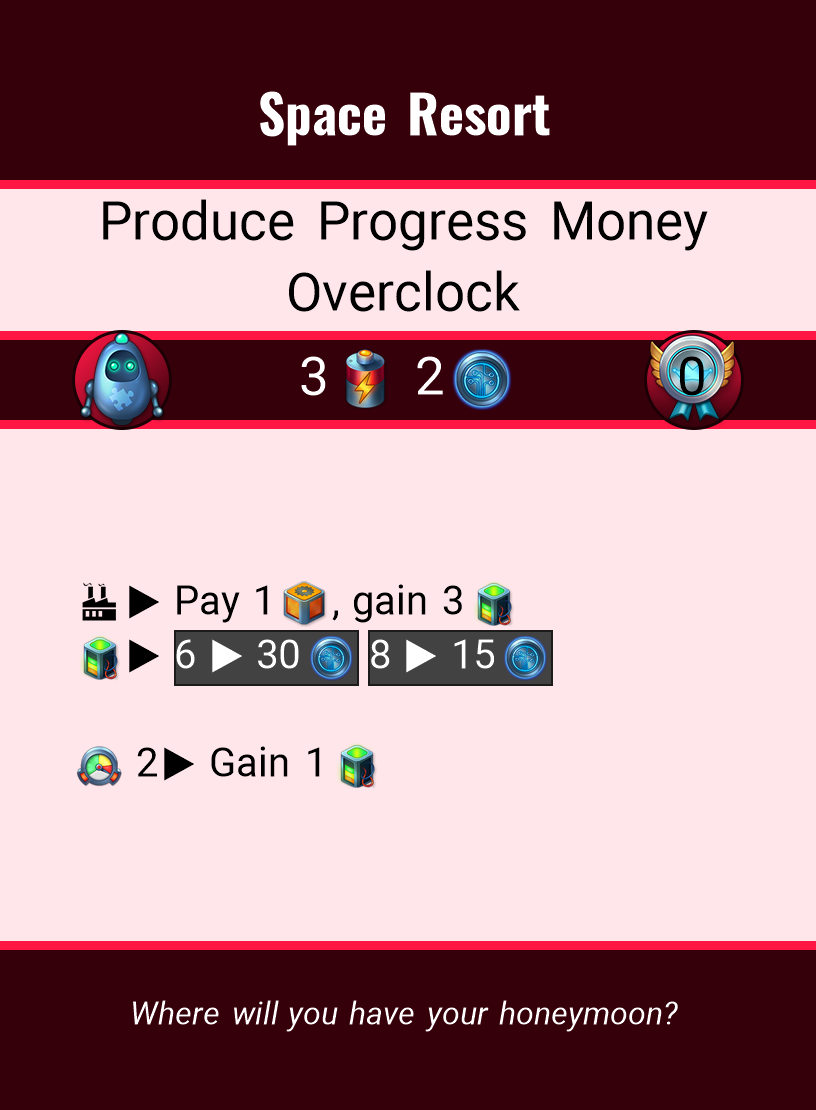 Space Resort
Produce Progress Money
Overclock
3 2 0
▶ Pay 1 , gain 3
▶ 6 ▶ 30 8 ▶ 15
2▶ Gain 1
Where will you have your honeymoon?